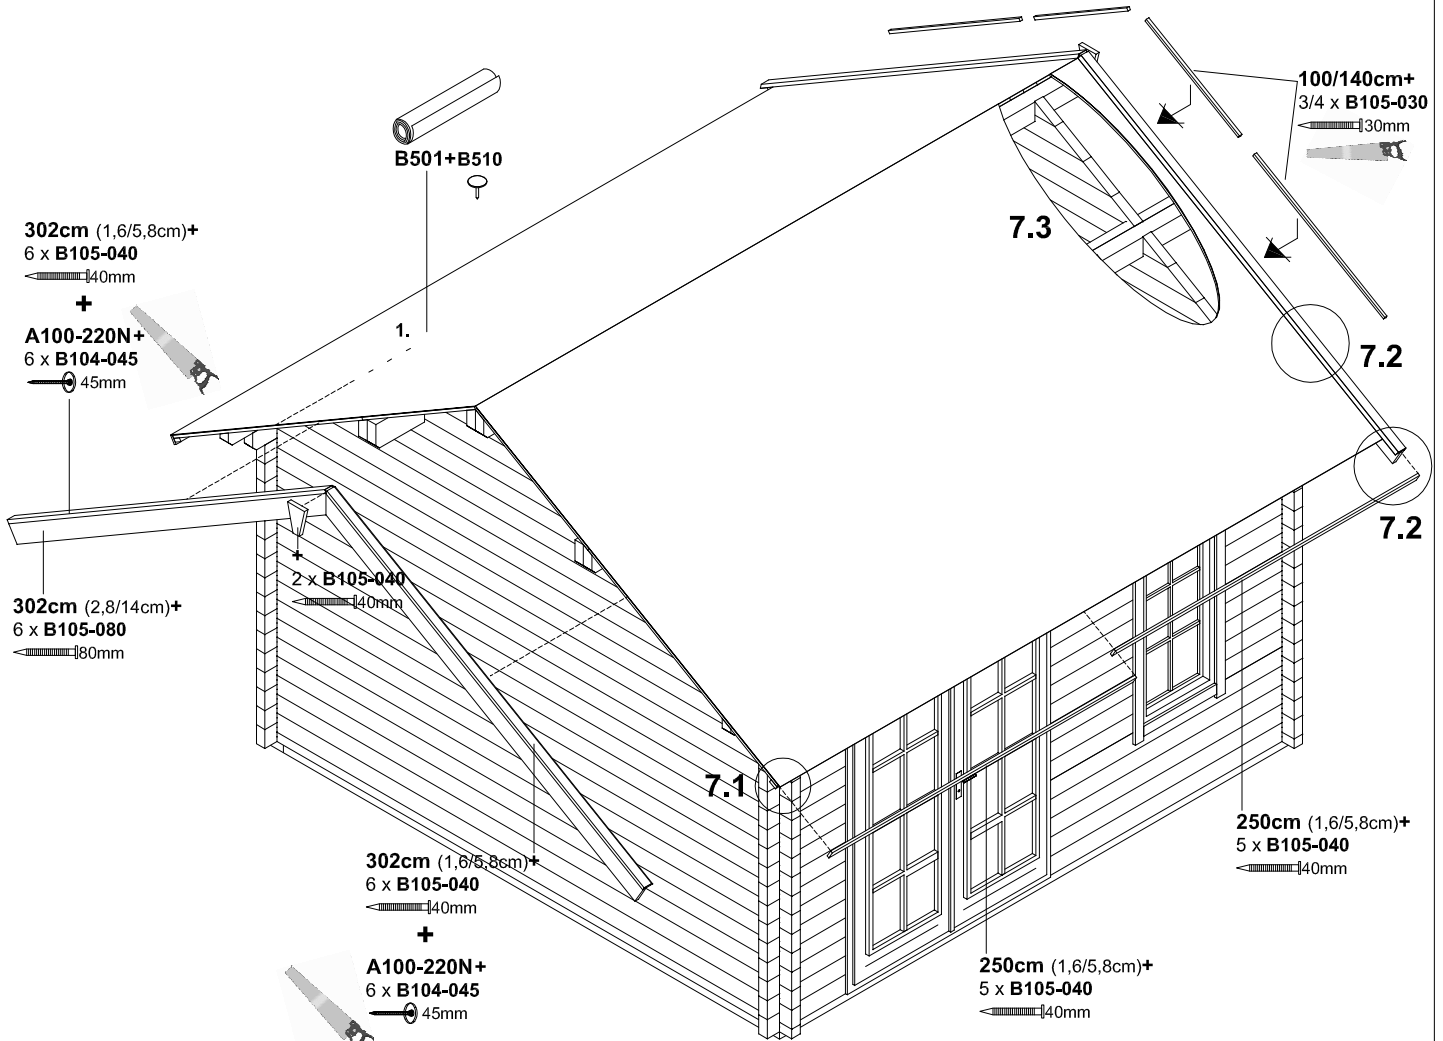 100/140cm+
3/4 x B105-030
30mm
B501+B510
302cm (1,6/5,8cm)+
6 x B105-040
40mm
+
A100-220N+
6 x B104-045
45mm
1.
7.3
7.2
7.2
+
2 x B105-040
40mm
302cm (2,8/14cm)+
6 x B105-080
80mm
7.1
302cm (1,6/5,8cm)+
6 x B105-040
40mm
+
A100-220N+
6 x B104-045
45mm
250cm (1,6/5,8cm)+
5 x B105-040
40mm
250cm (1,6/5,8cm)+
5 x B105-040
40mm